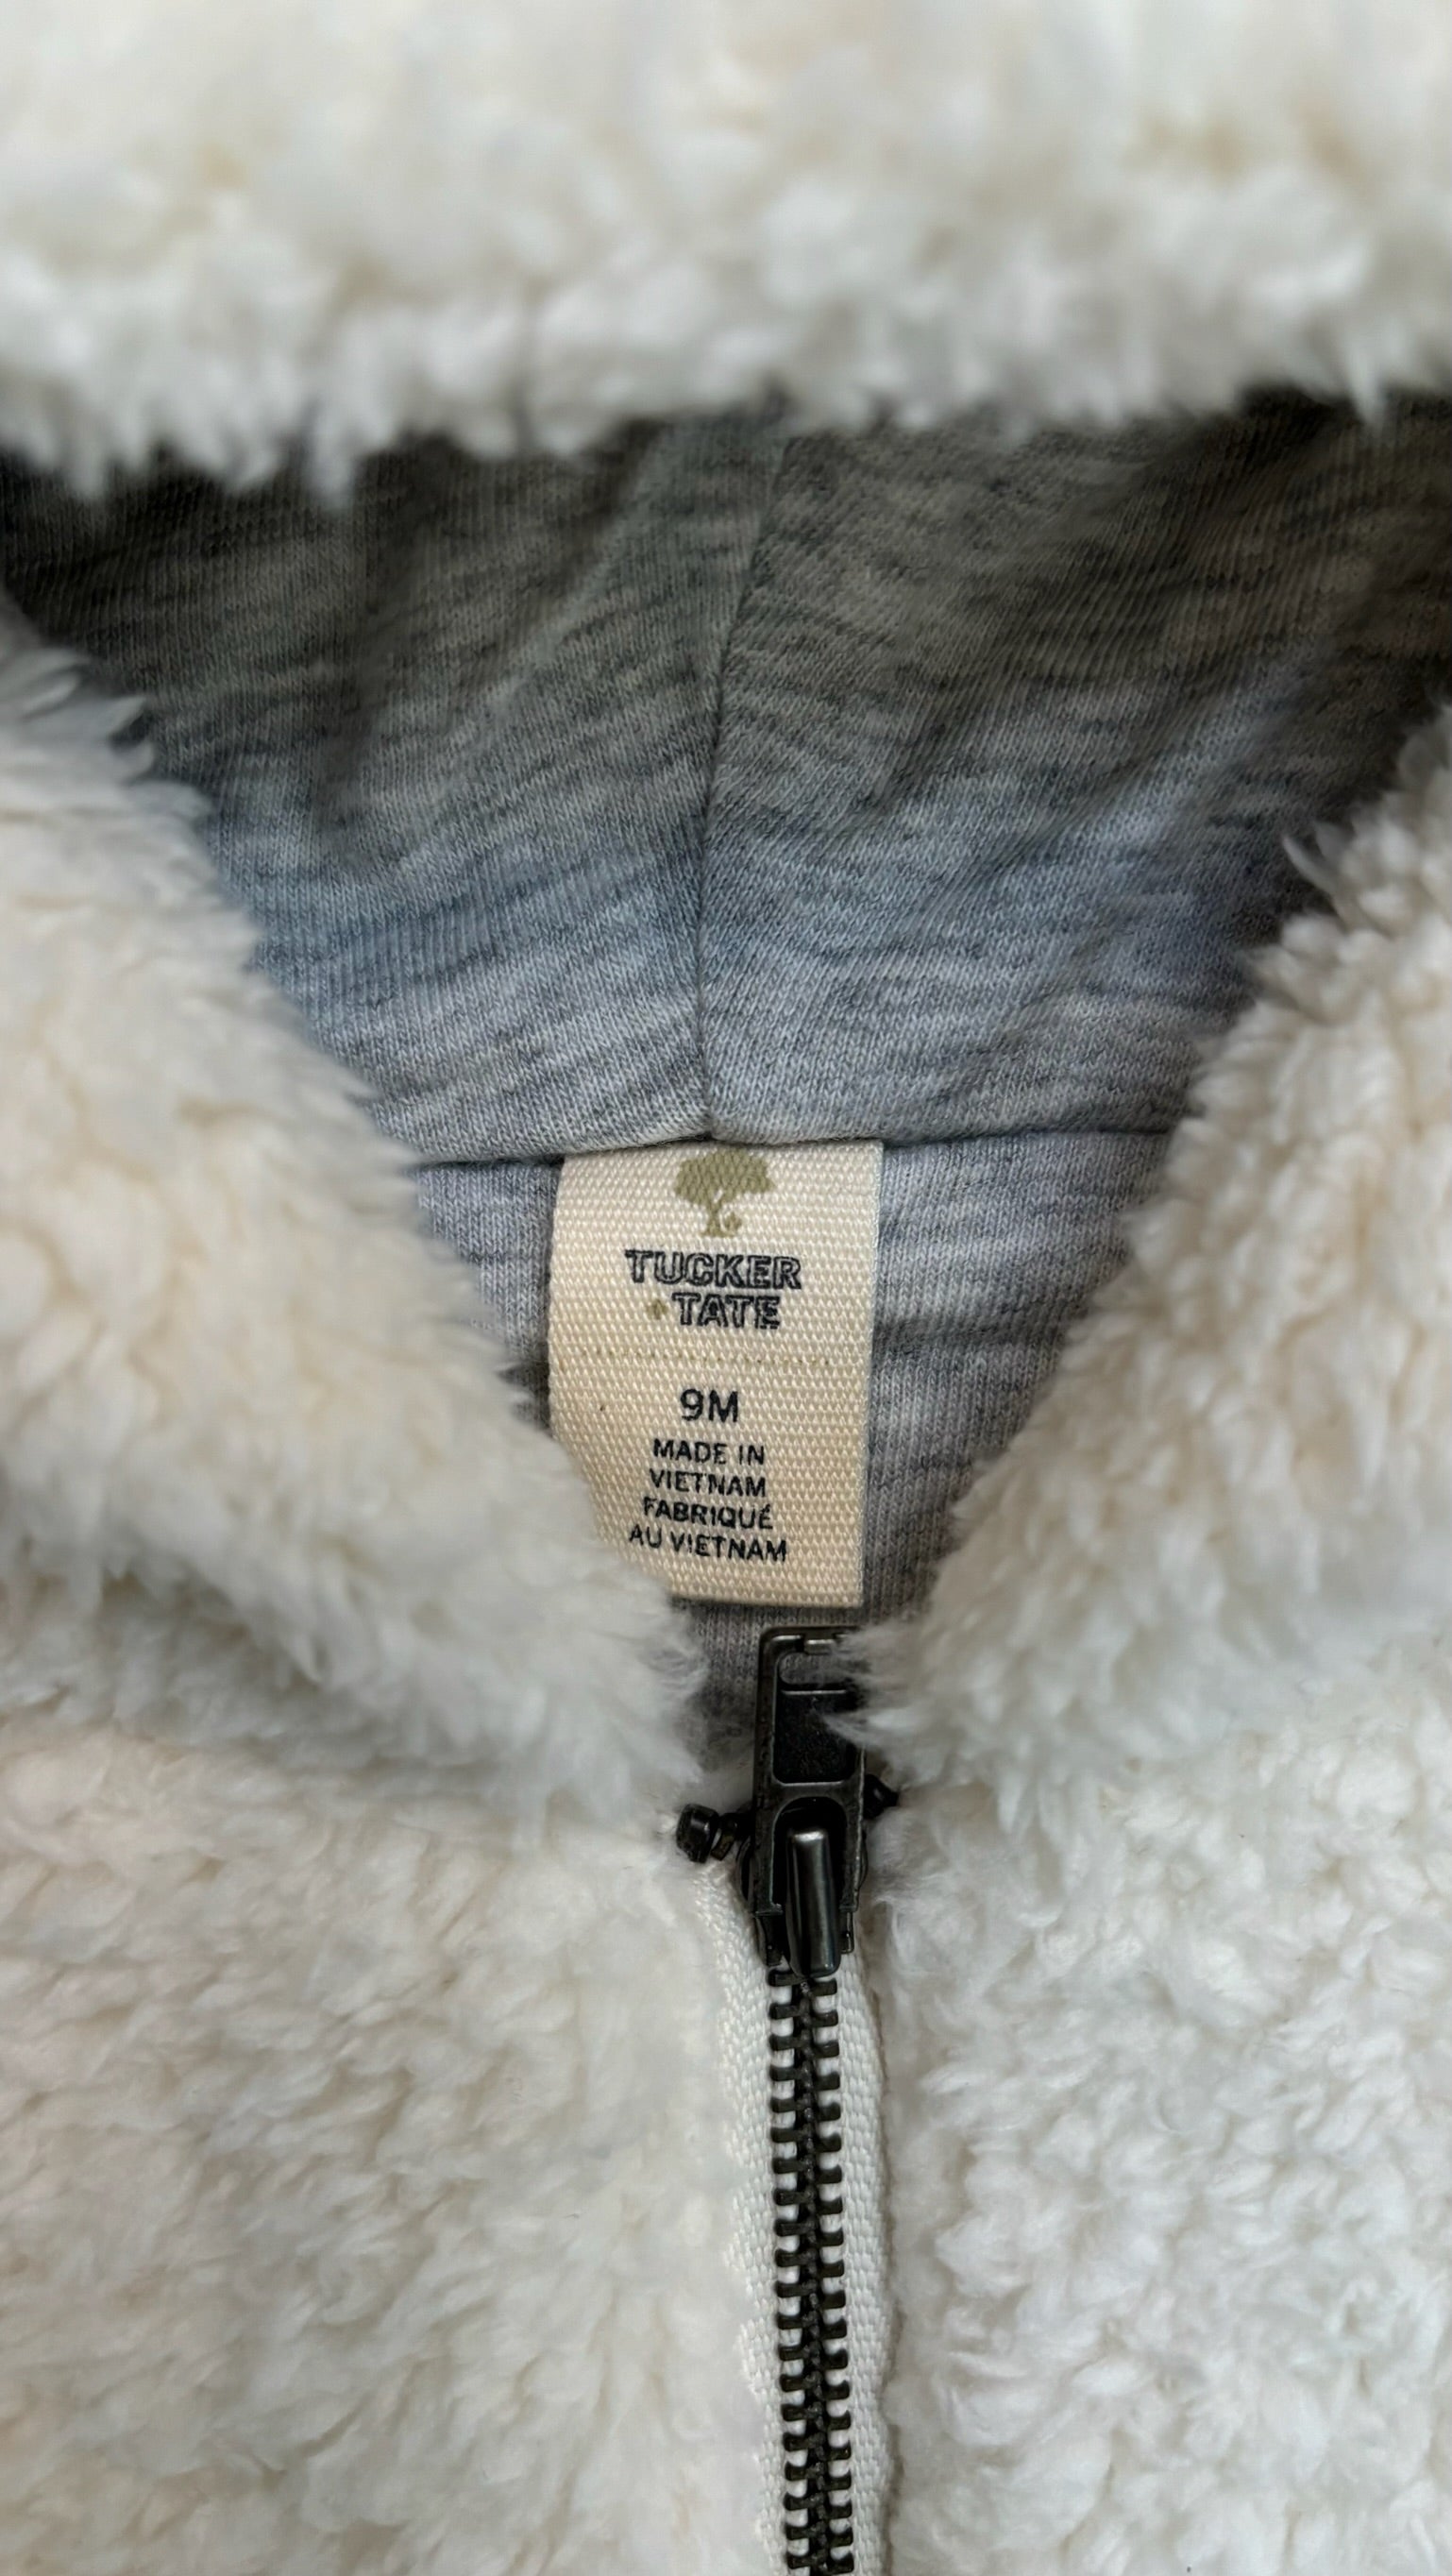 TUCKER
•TATE
9M
MADE IN
VIETNAM
FABRIQUÉ
AU VIETNAM